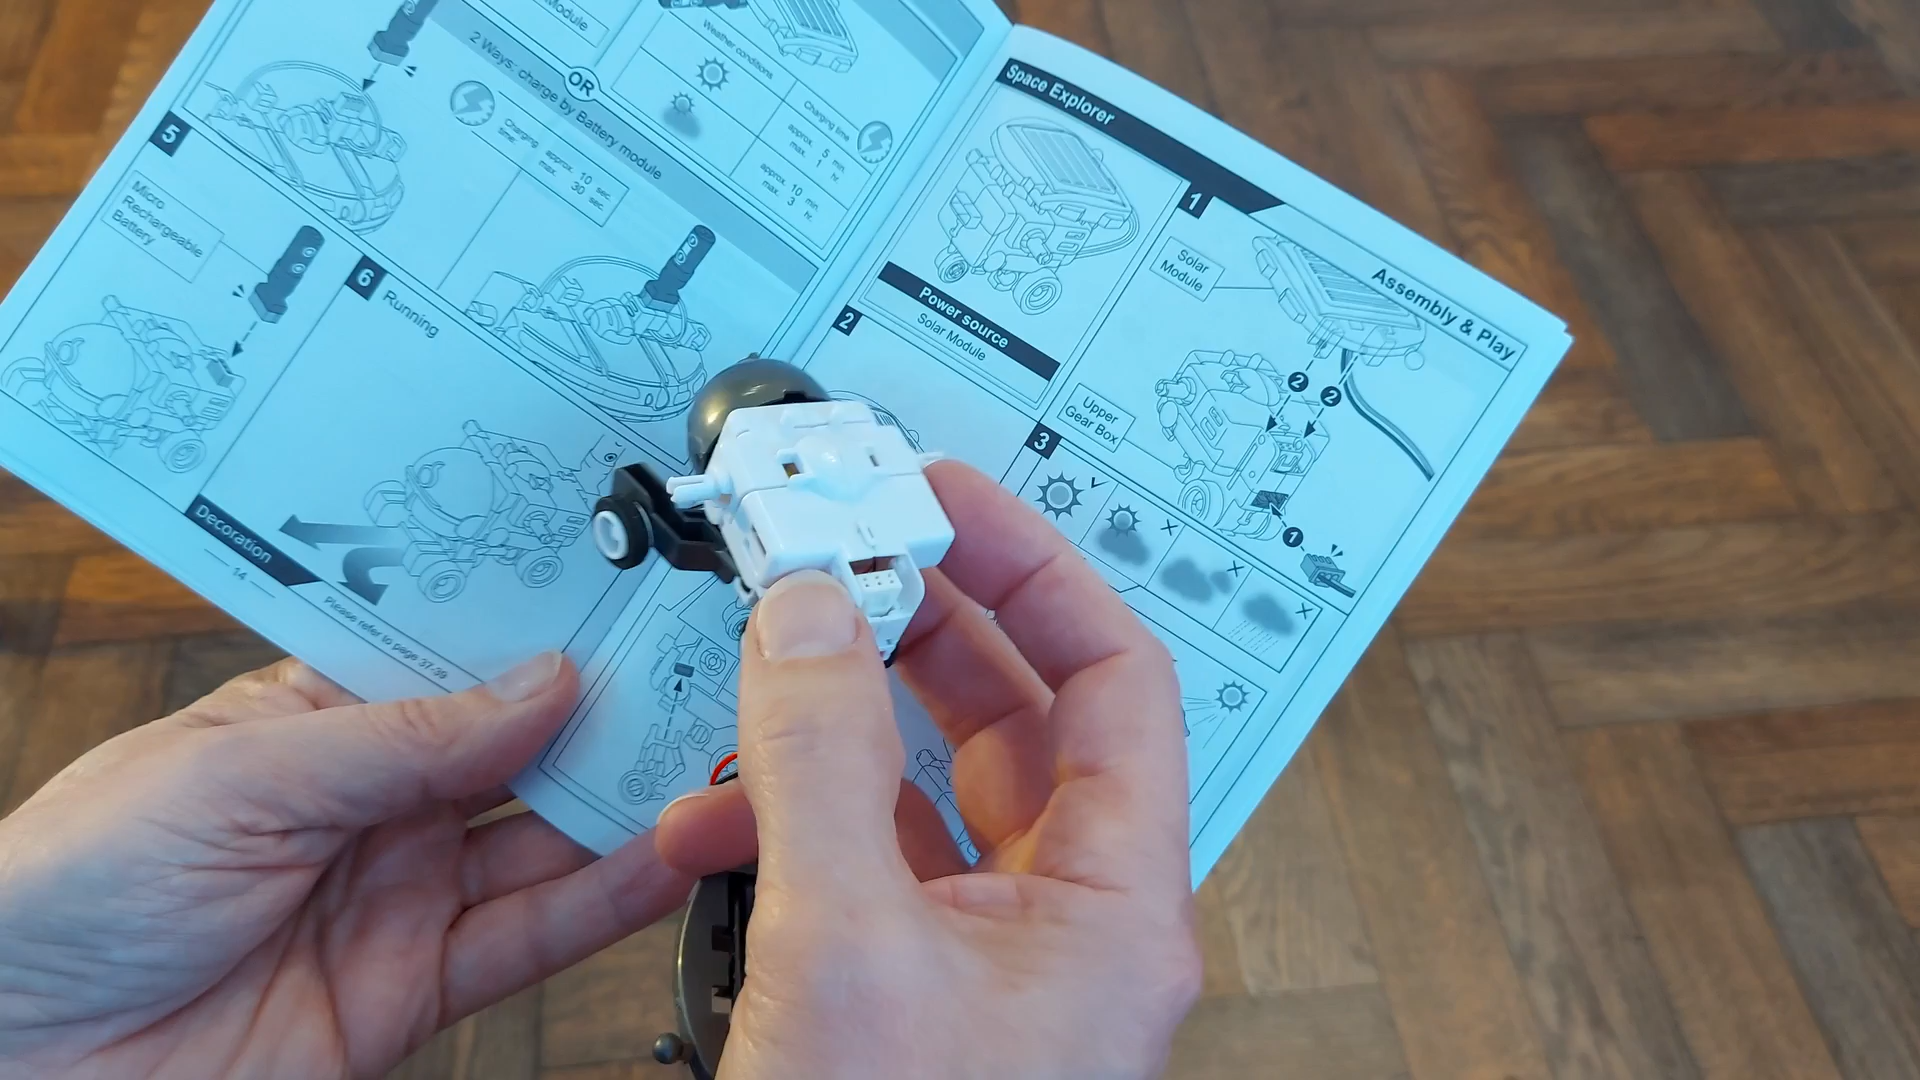 Module
2 Ways: charge by Battery module
OR
Charging time:
approx. 10 sec.
max. 30 sec.
Weather conditions
Charging time
approx. 5 min.
max. 1 hr.
approx. 10 min.
max. 3 hr.
5
Micro
Rechargeable
Battery
6
Running
Decoration
14
Please refer to page 37-39
Space Explorer
Assembly & Play
Power source
Solar Module
1
Solar
Module
Upper
Gear Box
2
2
1
2
3